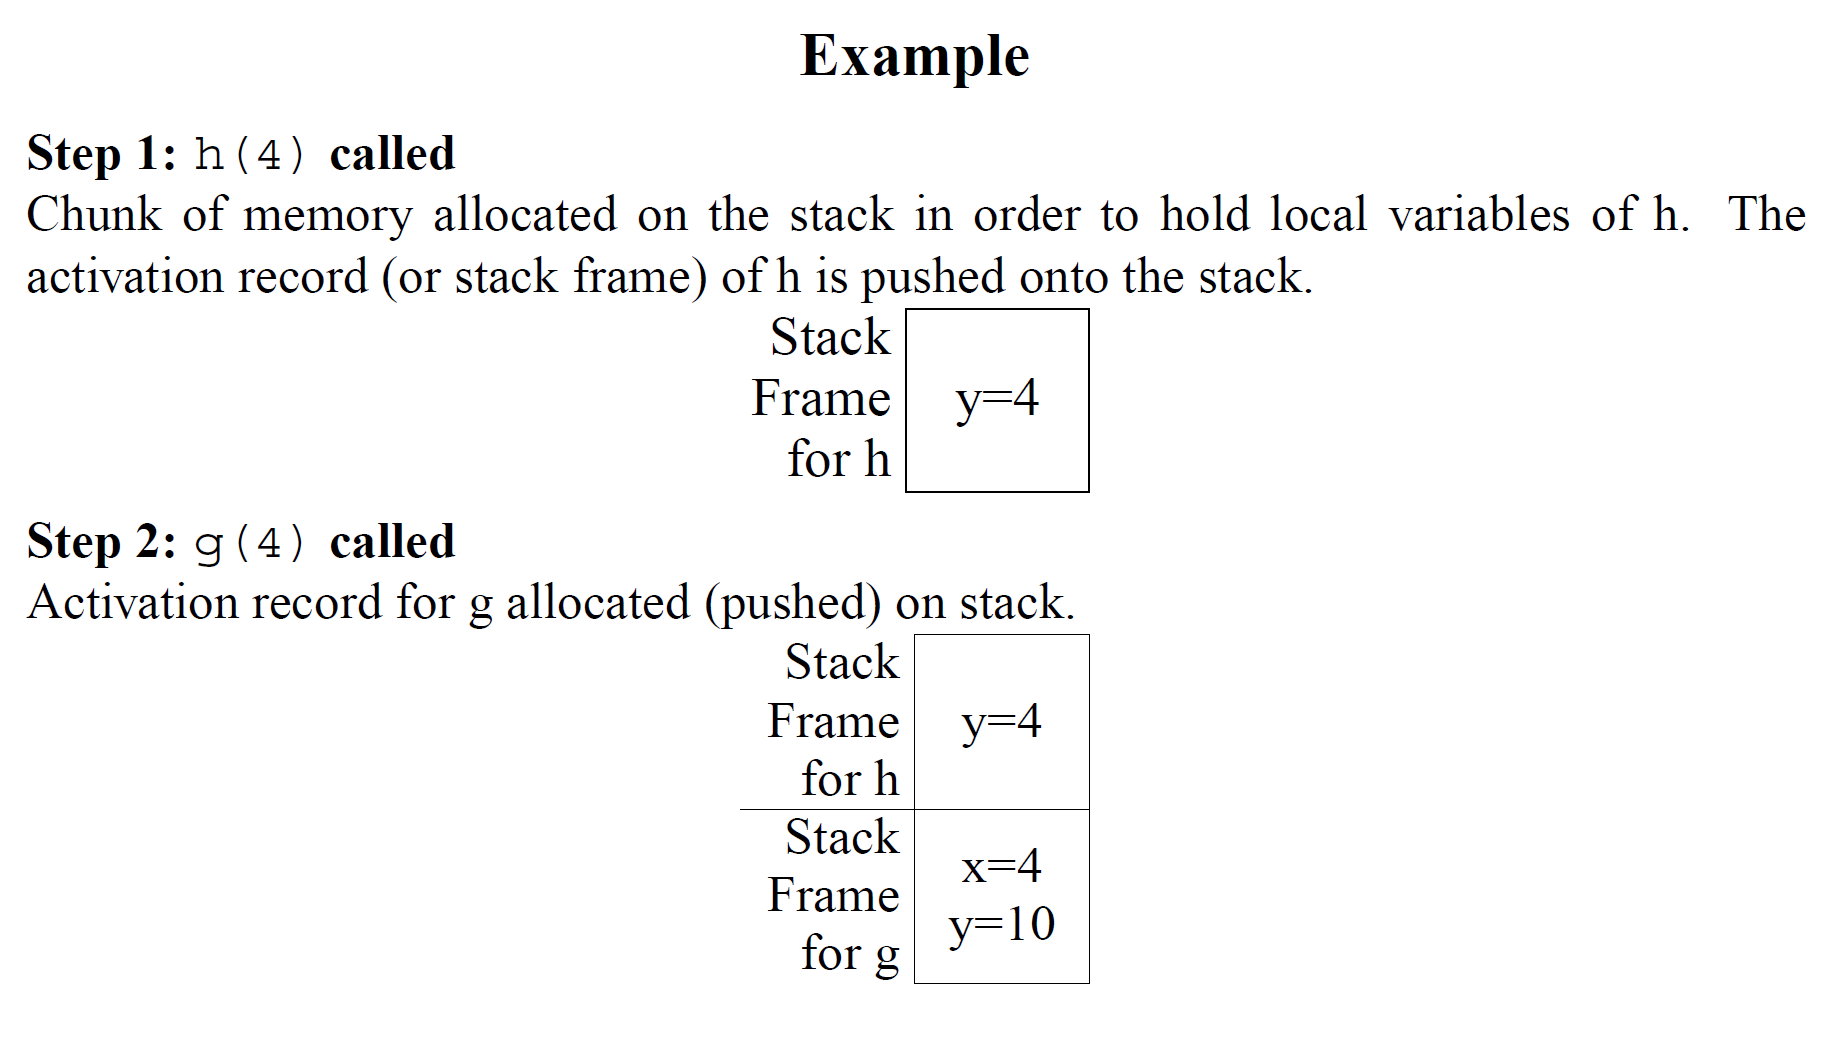 Example
Step 1: h(4) called
Chunk of memory allocated on the stack in order to hold local variables of h. The
activation record (or stack frame) of h is pushed onto the stack.
Stack
Frame
for h
y=4
Step 2: g(4) called
Activation record for g allocated (pushed) on stack.
Stack
Frame
for h
y=4
Stack
Frame
for g
x=4
y=10